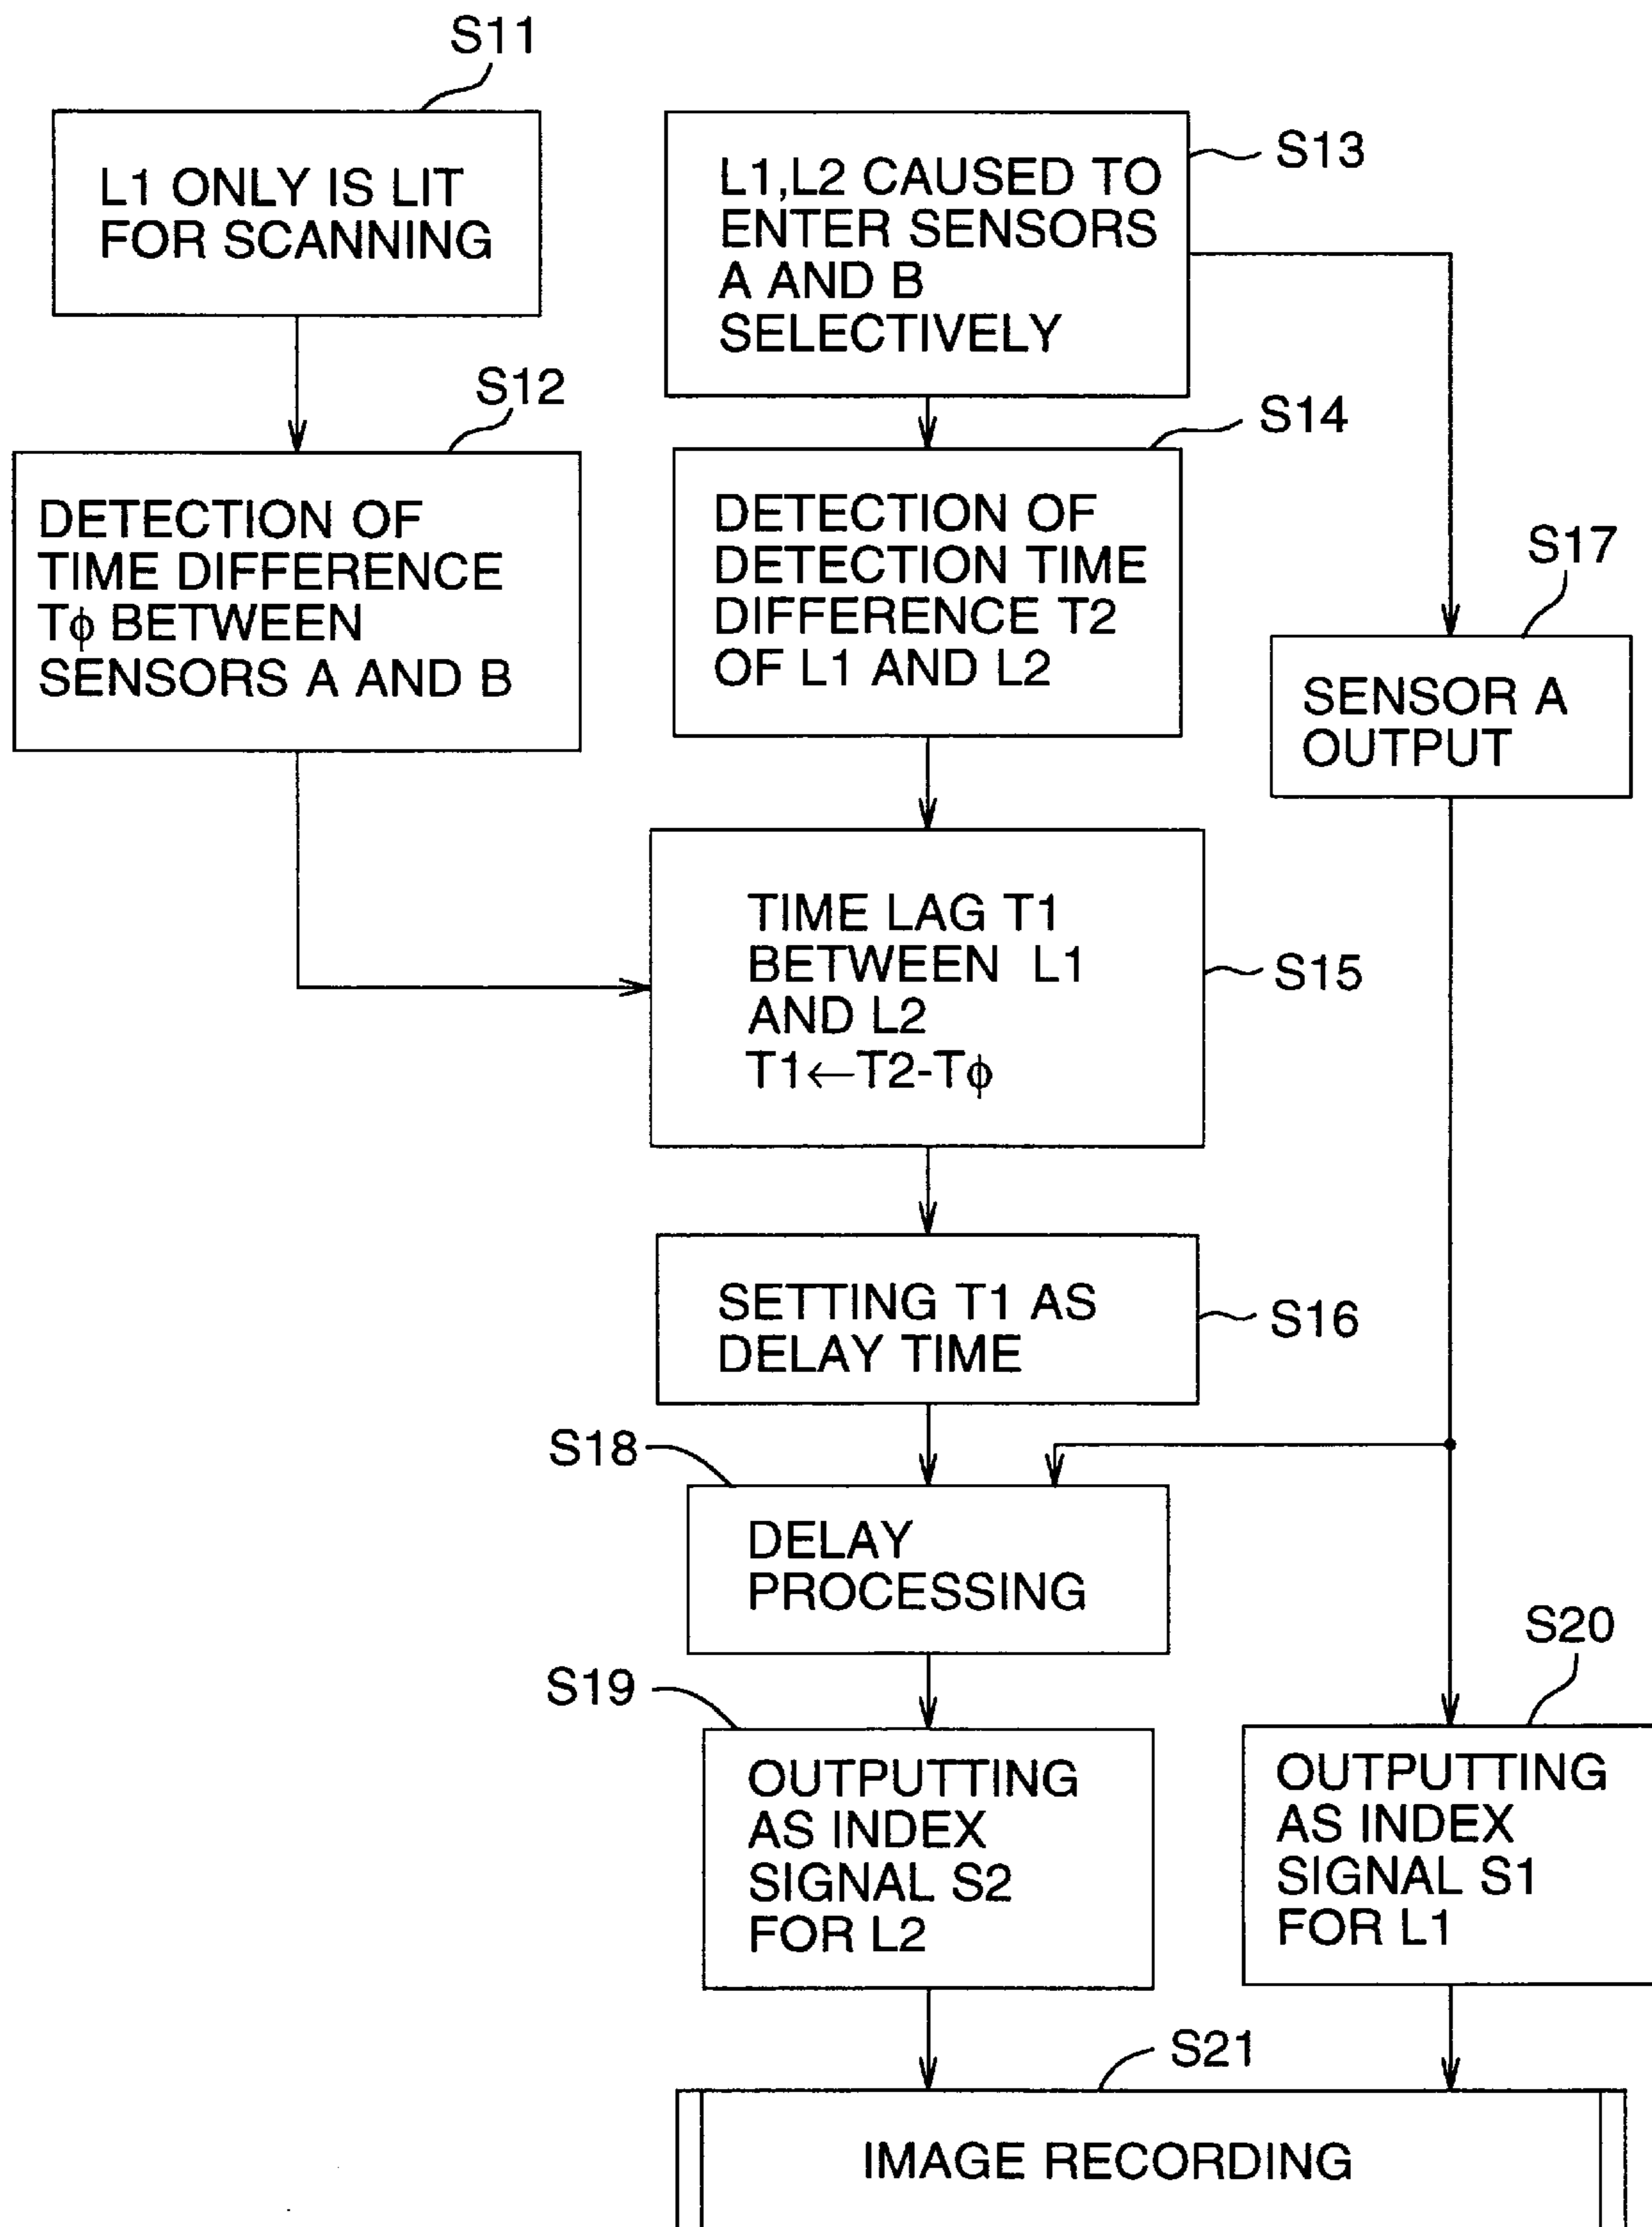 S11
L1 ONLY IS LIT
FOR SCANNING
S12
DETECTION OF
TIME DIFFERENCE
Tϕ BETWEEN
SENSORS A AND B
S13
L1,L2 CAUSED TO
ENTER SENSORS
A AND B
SELECTIVELY
S14
DETECTION OF
DETECTION TIME
DIFFERENCE T2
OF L1 AND L2
S17
SENSOR A
OUTPUT
S15
TIME LAG T1
BETWEEN L1
AND L2
T1←T2-Tϕ
S16
SETTING T1 AS
DELAY TIME
S18
DELAY
PROCESSING
S19
OUTPUTTING
AS INDEX
SIGNAL S2
FOR L2
S20
OUTPUTTING
AS INDEX
SIGNAL S1
FOR L1
S21
IMAGE RECORDING